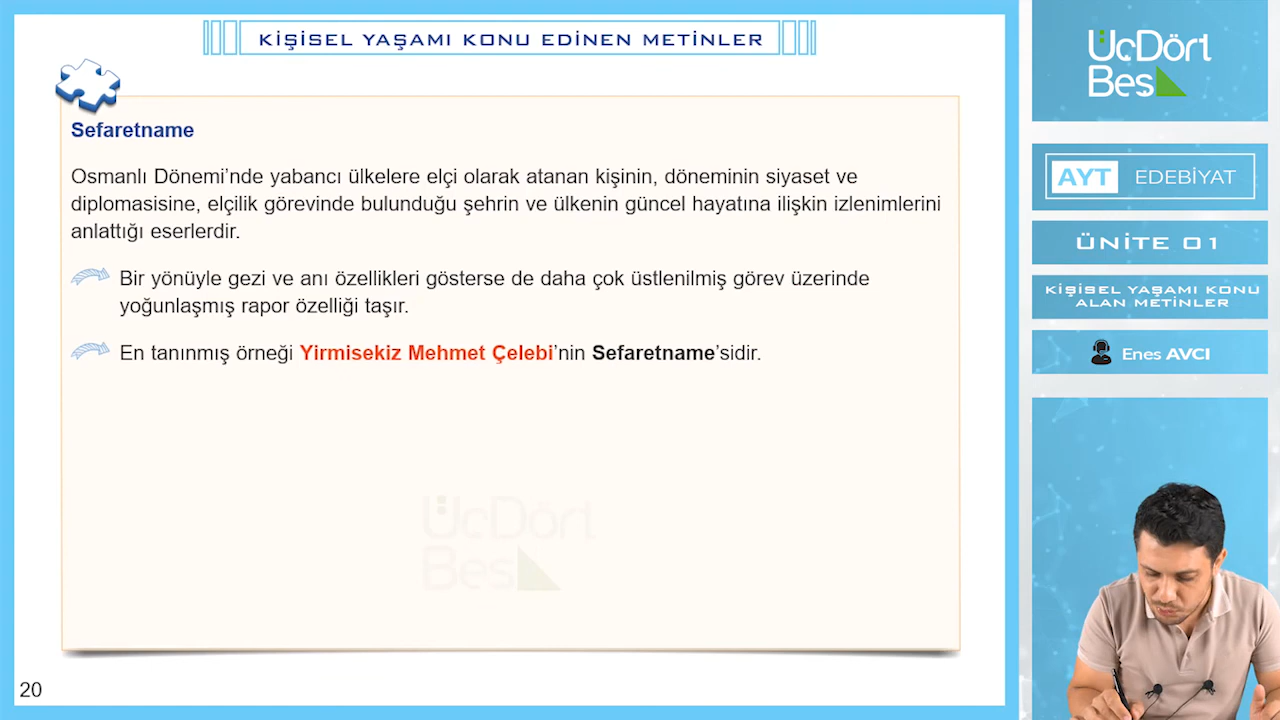 KİŞİSEL YAŞAMI KONU EDİNEN METİNLER
Sefaretname
Osmanlı Dönemi’nde yabancı ülkelere elçi olarak atanan kişinin, döneminin siyaset ve
diplomasisine, elçilik görevinde bulunduğu şehrin ve ülkenin güncel hayatına ilişkin izlenimlerini
anlattığı eserlerdir.
Bir yönüyle gezi ve anı özellikleri gösterse de daha çok üstlenilmiş görev üzerinde
yoğunlaşmış rapor özelliği taşır.
En tanınmış örneği Yirmisekiz Mehmet Çelebi’nin Sefaretname’sidir.
ÜçDört
Beş
20
ÜçDört
Beş
AYT EDEBİYAT
ÜNİTE 01
KİŞİSEL YAŞAMI KONU
ALAN METİNLER
Enes AVCI